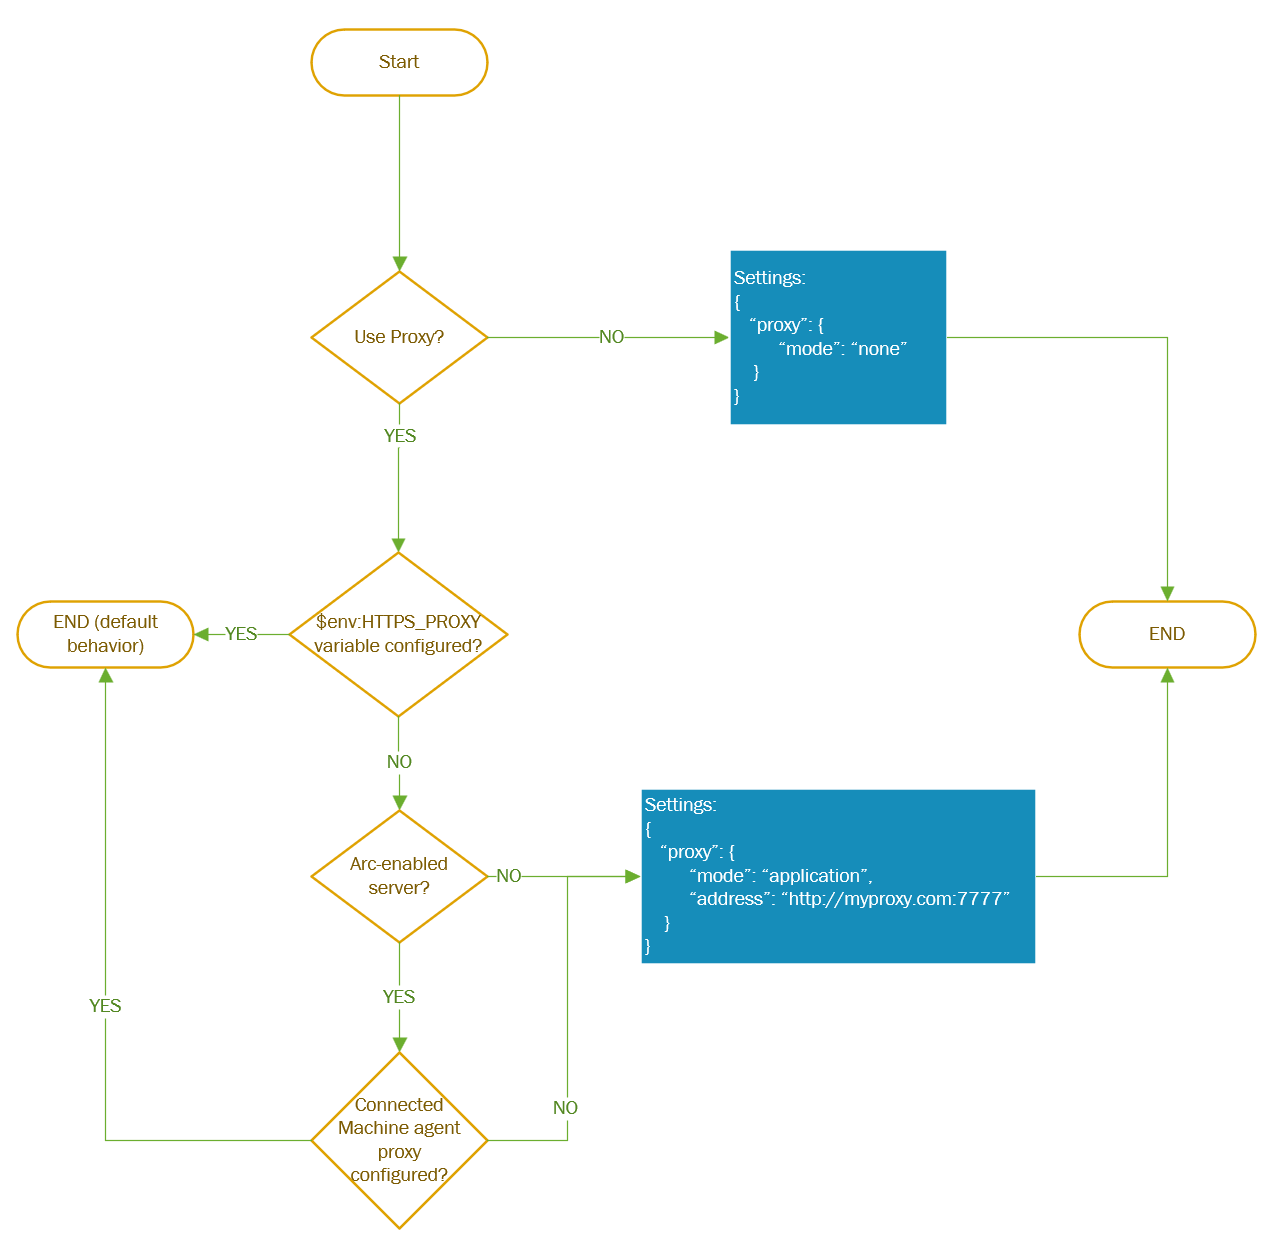 Start
Use Proxy?
NO
Settings:
{
“proxy”: {
“mode”: “none”
}
}
YES
$env:HTTPS_PROXY
variable configured?
YES
END (default
behavior)
END
NO
Arc-enabled
server?
NO
Settings:
{
“proxy”: {
“mode”: “application”,
“address”: “http://myproxy.com:7777”
}
}
YES
YES
Connected
Machine agent
proxy
configured?
NO